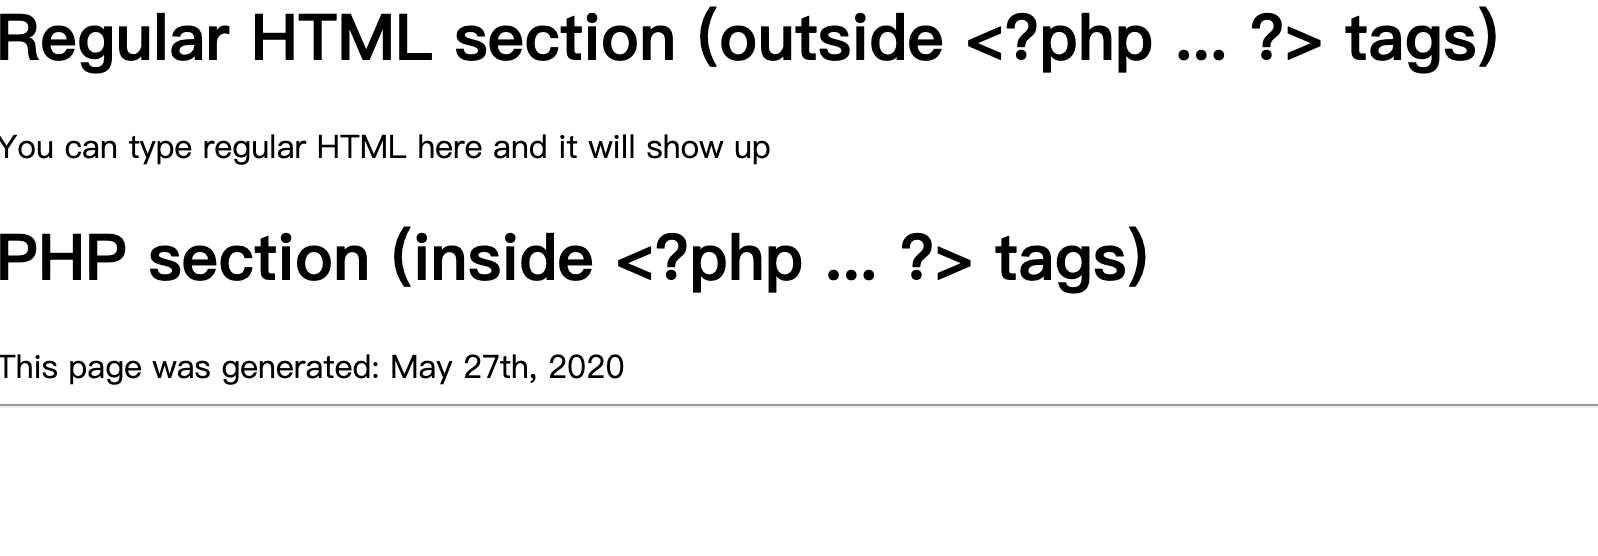 Regular HTML section (outside <?php ... ?> tags)
You can type regular HTML here and it will show up
PHP section (inside <?php ... ?> tags)
This page was generated: May 27th, 2020